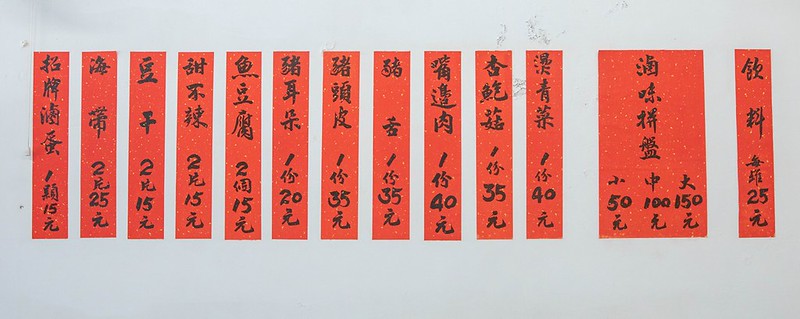 招牌滷蛋 1顆15元
海帶 2片25元
豆干 2片15元
甜不辣 2片15元
魚豆腐 2個15元
豬耳朵 1份20元
豬頭皮 1份35元
豬舌 1份35元
嘴邊肉 1份40元
杏鮑菇 1份35元
燙青菜 1份40元
滷味拼盤
小50元
中100元
大150元
飲料 每罐25元